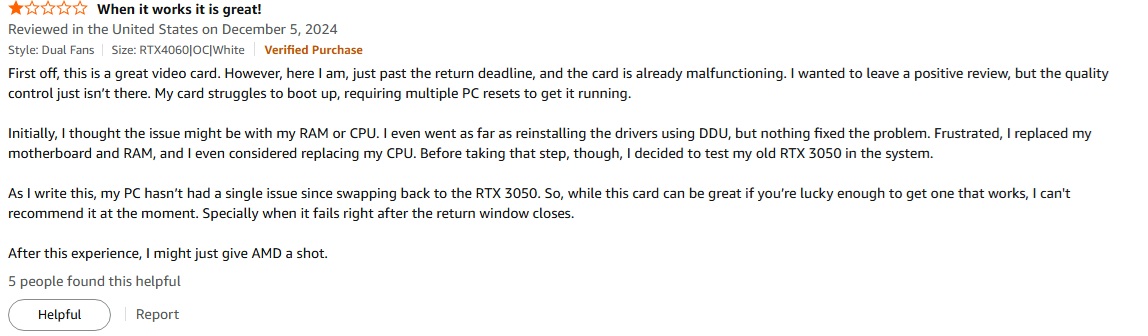 When it works it is great!
Reviewed in the United States on December 5, 2024
Style: Dual Fans | Size: RTX4060|OC|White | Verified Purchase
First off, this is a great video card. However, here I am, just past the return deadline, and the card is already malfunctioning. I wanted to leave a positive review, but the quality
control just isn’t there. My card struggles to boot up, requiring multiple PC resets to get it running.
Initially, I thought the issue might be with my RAM or CPU. I even went as far as reinstalling the drivers using DDU, but nothing fixed the problem. Frustrated, I replaced my
motherboard and RAM, and I even considered replacing my CPU. Before taking that step, though, I decided to test my old RTX 3050 in the system.
As I write this, my PC hasn’t had a single issue since swapping back to the RTX 3050. So, while this card can be great if you’re lucky enough to get one that works, I can't
recommend it at the moment. Specially when it fails right after the return window closes.
After this experience, I might just give AMD a shot.
5 people found this helpful
Helpful | Report